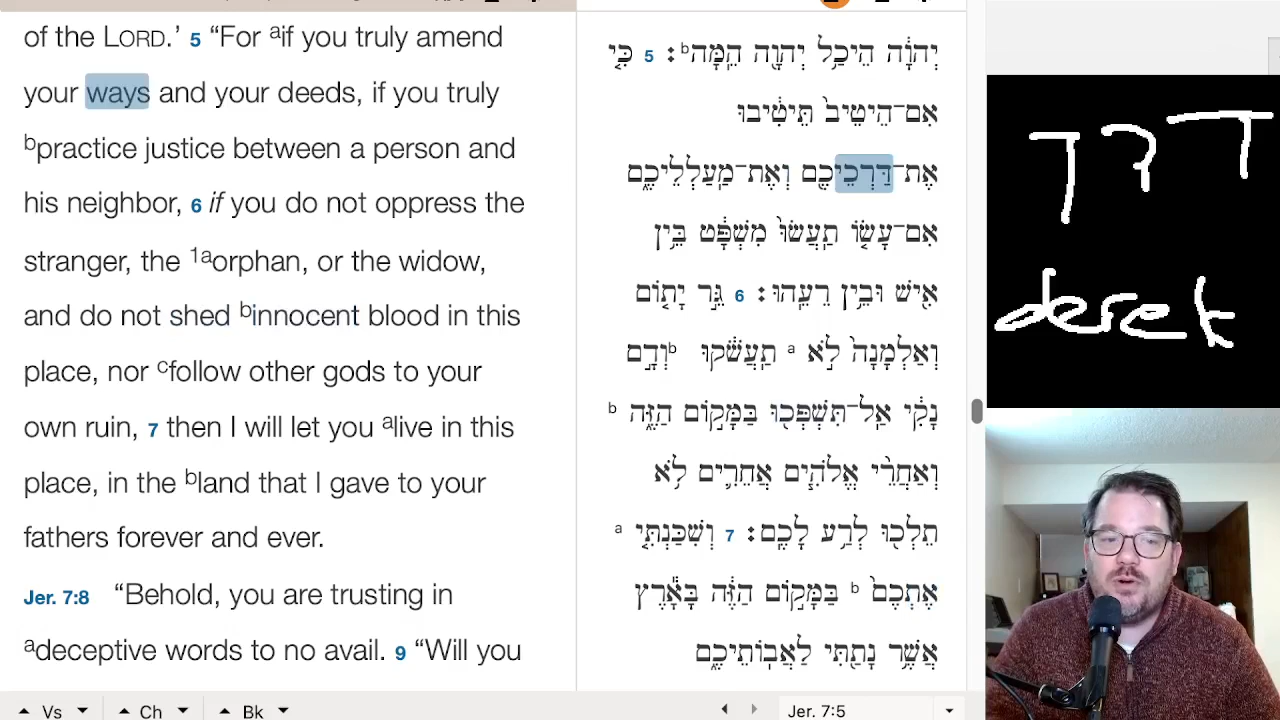 of the LORD.’ 5 “For aif you truly amend
your ways and your deeds, if you truly
bpractice justice between a person and
his neighbor, 6 if you do not oppress the
stranger, the 1aorphan, or the widow,
and do not shed binnocent blood in this
place, nor cfollow other gods to your
own ruin, 7 then I will let you alive in this
place, in the bland that I gave to your
fathers forever and ever.
Jer. 7:8 “Behold, you are trusting in
adeceptive words to no avail. 9 “Will you
יְהוָ֔ה הֵיכַ֥ל יְהוָ֖ה הֵֽמָּה b׃ 5 כִּ֤י
אִם־הֵיטֵיב֙ תֵּיטִ֔יבוּ
אֶת־דַּרְכֵיכֶ֖ם וְאֶת־מַֽעַלְלֵיכֶ֑ם
אִם־עָשׂ֤וֹ תַֽעֲשׂוּ֙ מִשְׁפָּ֔ט בֵּ֥ין
אִ֖ישׁ וּבֵ֥ין רֵעֵֽהוּ׃ 6 גֵּ֣ר יָת֤וֹם
וְאַלְמָנָה֙ לֹ֣א a תַֽעֲשֹׁ֔קוּ b וְדָ֣ם
נָקִ֔י אַֽל־תִּשְׁפְּכ֖וּ בַּמָּק֣וֹם הַזֶּ֑ה b
וְאַחֲרֵ֨י אֱלֹהִ֧ים אֲחֵרִ֛ים לֹ֥א
תֵלְכ֖וּ לְרַ֥ע לָכֶֽם׃ 7 וְשִׁכַּנְתִּ֤י a
אֶתְכֶם֙ b בַּמָּק֣וֹם הַזֶּ֔ה בָּאָ֕רֶץ
אֲשֶׁ֥ר נָתַ֖תִּי לַאֲבֽוֹתֵיכֶ֑ם
Vs Ch Bk Jer. 7:5
דרך
derek